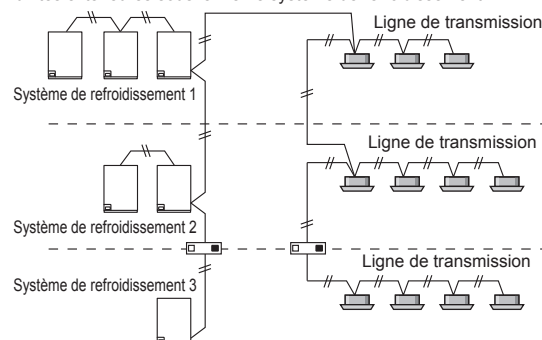 Ligne de transmission
Système de refroidissement 1
Ligne de transmission
Système de refroidissement 2
Ligne de transmission
Système de refroidissement 3